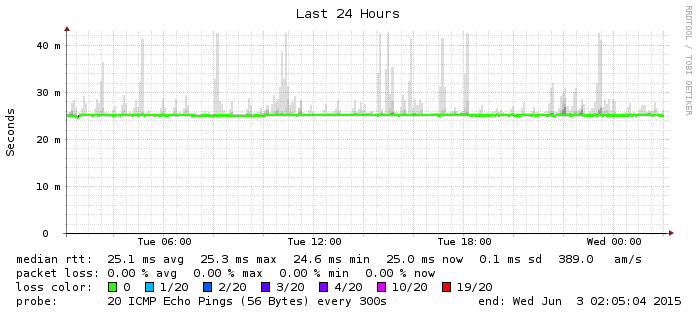 Last 24 Hours
RRDTOOL / TOBI OETIKER
Seconds
40 m
30 m
20 m
10 m
0
Tue 06:00 Tue 12:00 Tue 18:00 Wed 00:00
median rtt: 25.1 ms avg 25.3 ms max 24.6 ms min 25.0 ms now 0.1 ms sd 389.0 am/s
packet loss: 0.00 % avg 0.00 % max 0.00 % min 0.00 % now
loss color: 0 1/20 2/20 3/20 4/20 10/20 19/20
probe: 20 ICMP Echo Pings (56 Bytes) every 300s end: Wed Jun 3 02:05:04 2015